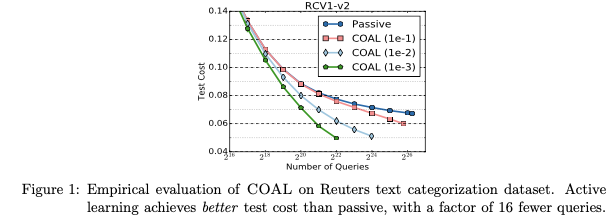 RCV1-v2
0.14
0.12
0.10
0.08
0.06
0.04
Test Cost
Passive
COAL (1e-1)
COAL (1e-2)
COAL (1e-3)
2^16 2^18 2^20 2^22 2^24 2^26
Number of Queries
Figure 1: Empirical evaluation of COAL on Reuters text categorization dataset. Active
learning achieves better test cost than passive, with a factor of 16 fewer queries.